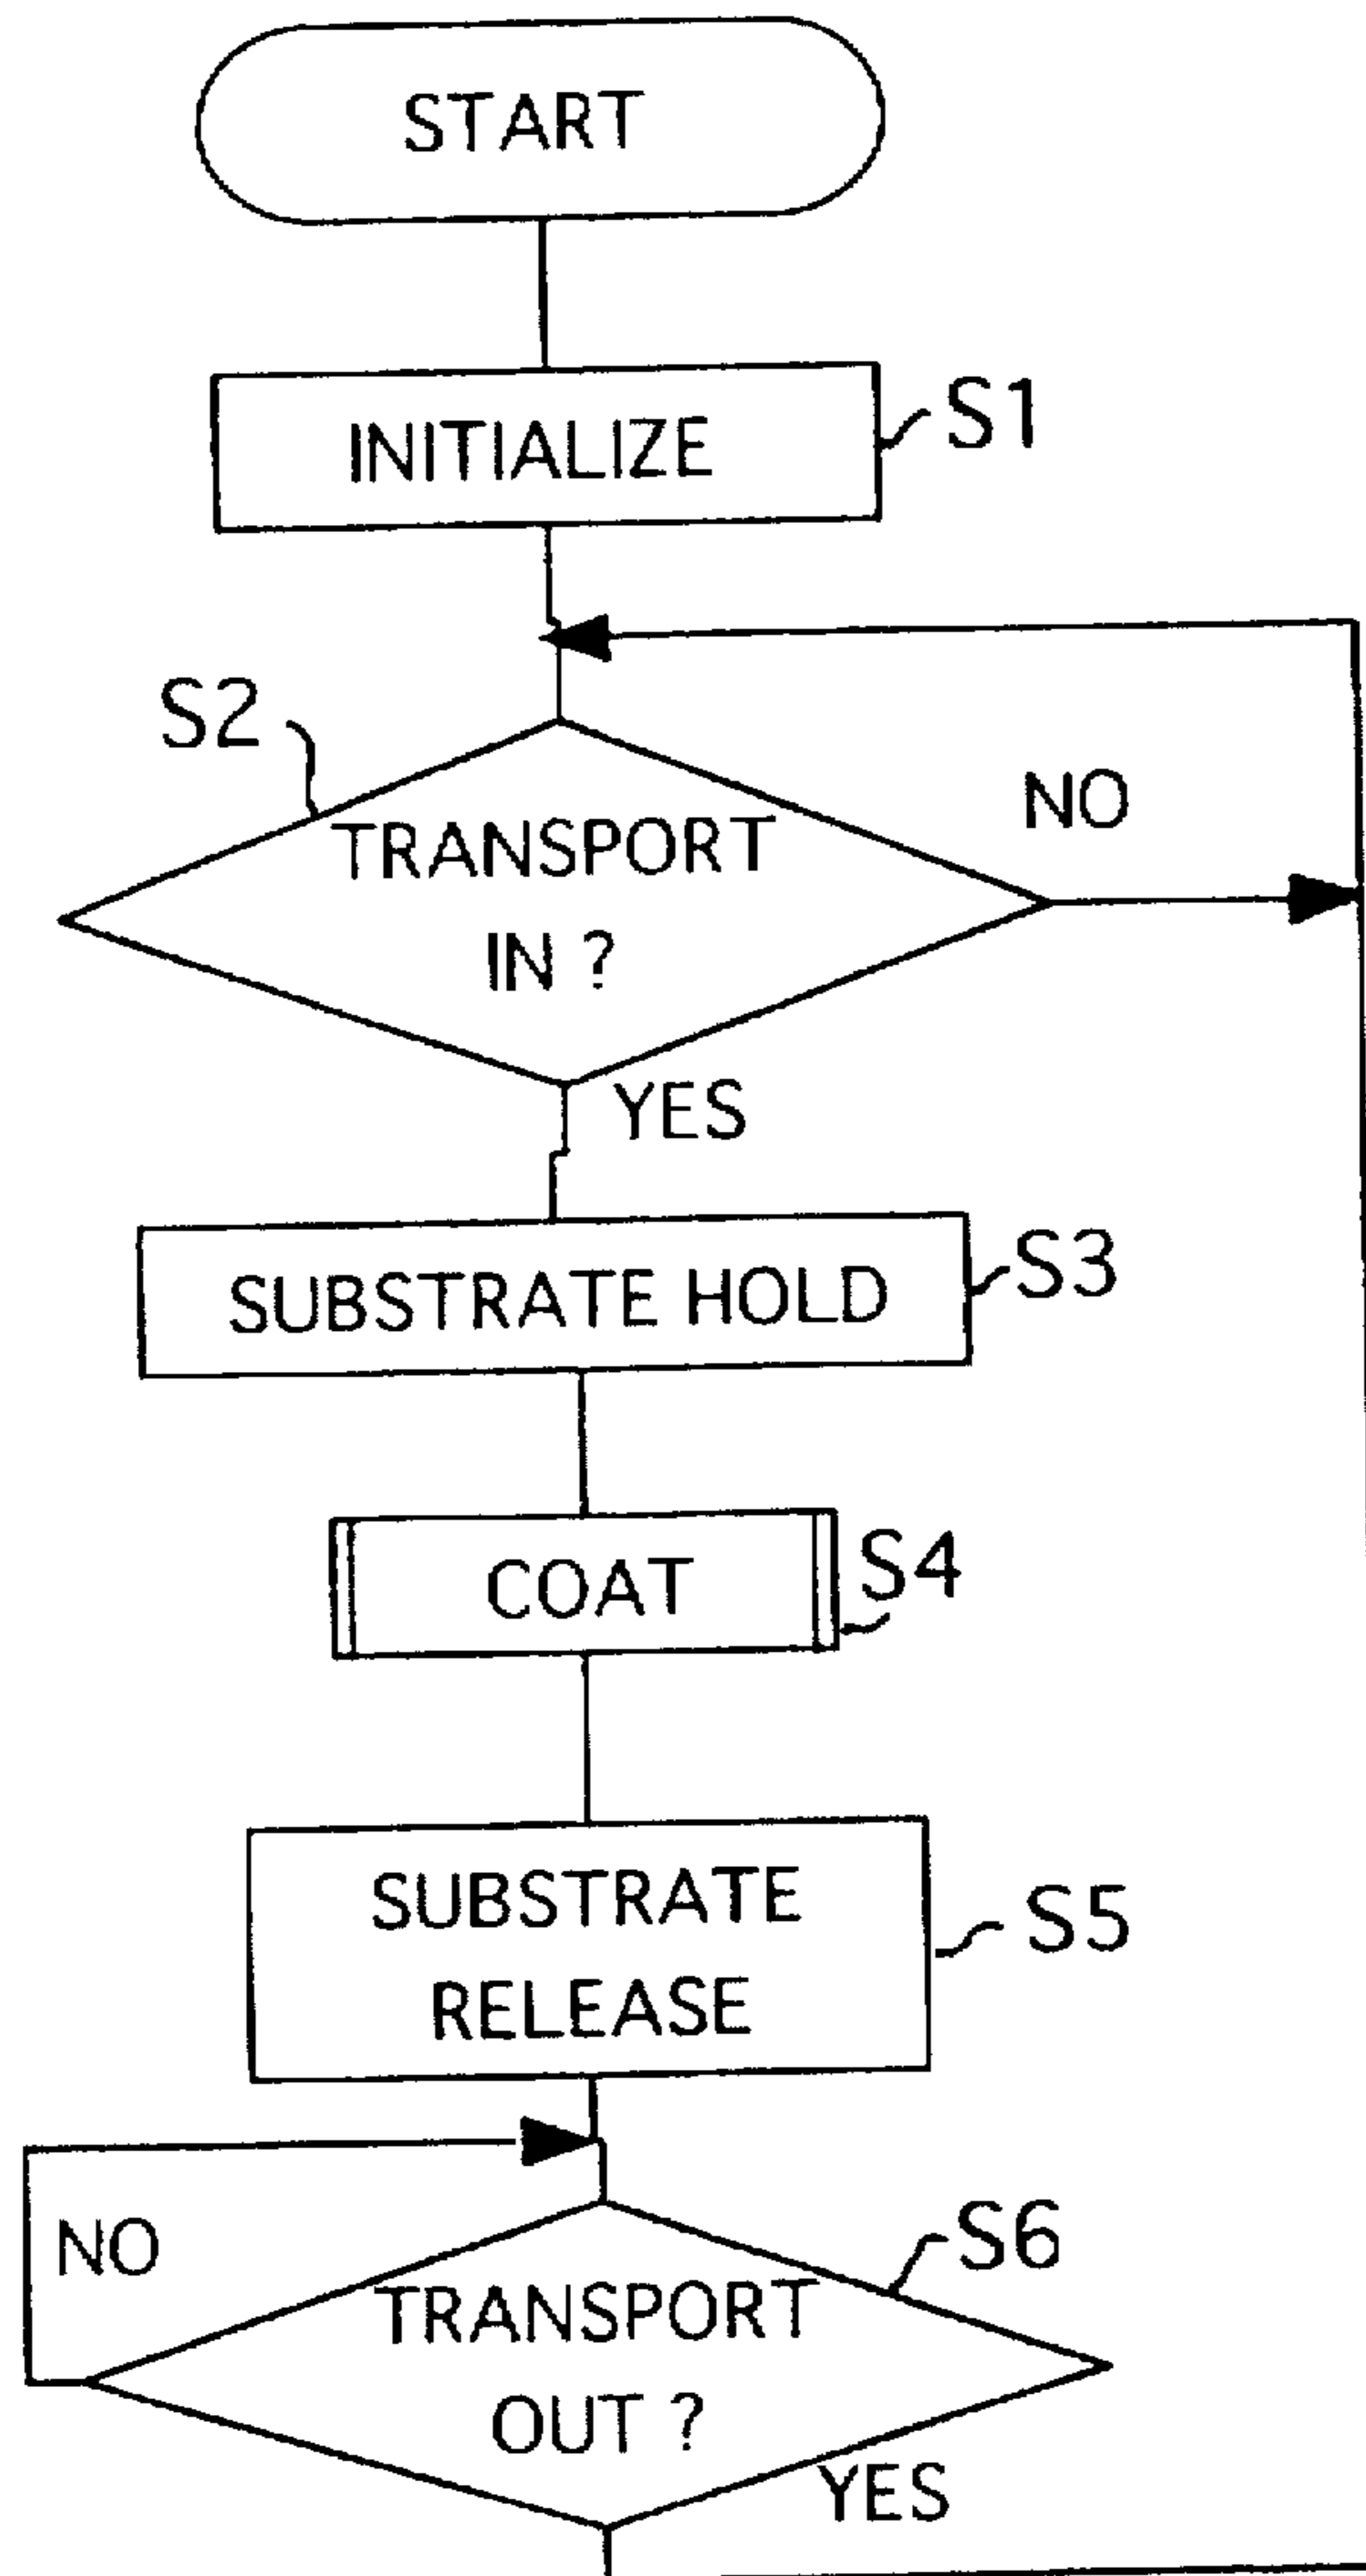 START
INITIALIZE
S1
S2
TRANSPORT
IN ?
NO
YES
SUBSTRATE HOLD
S3
COAT
S4
SUBSTRATE
RELEASE
S5
NO
S6
TRANSPORT
OUT ?
YES